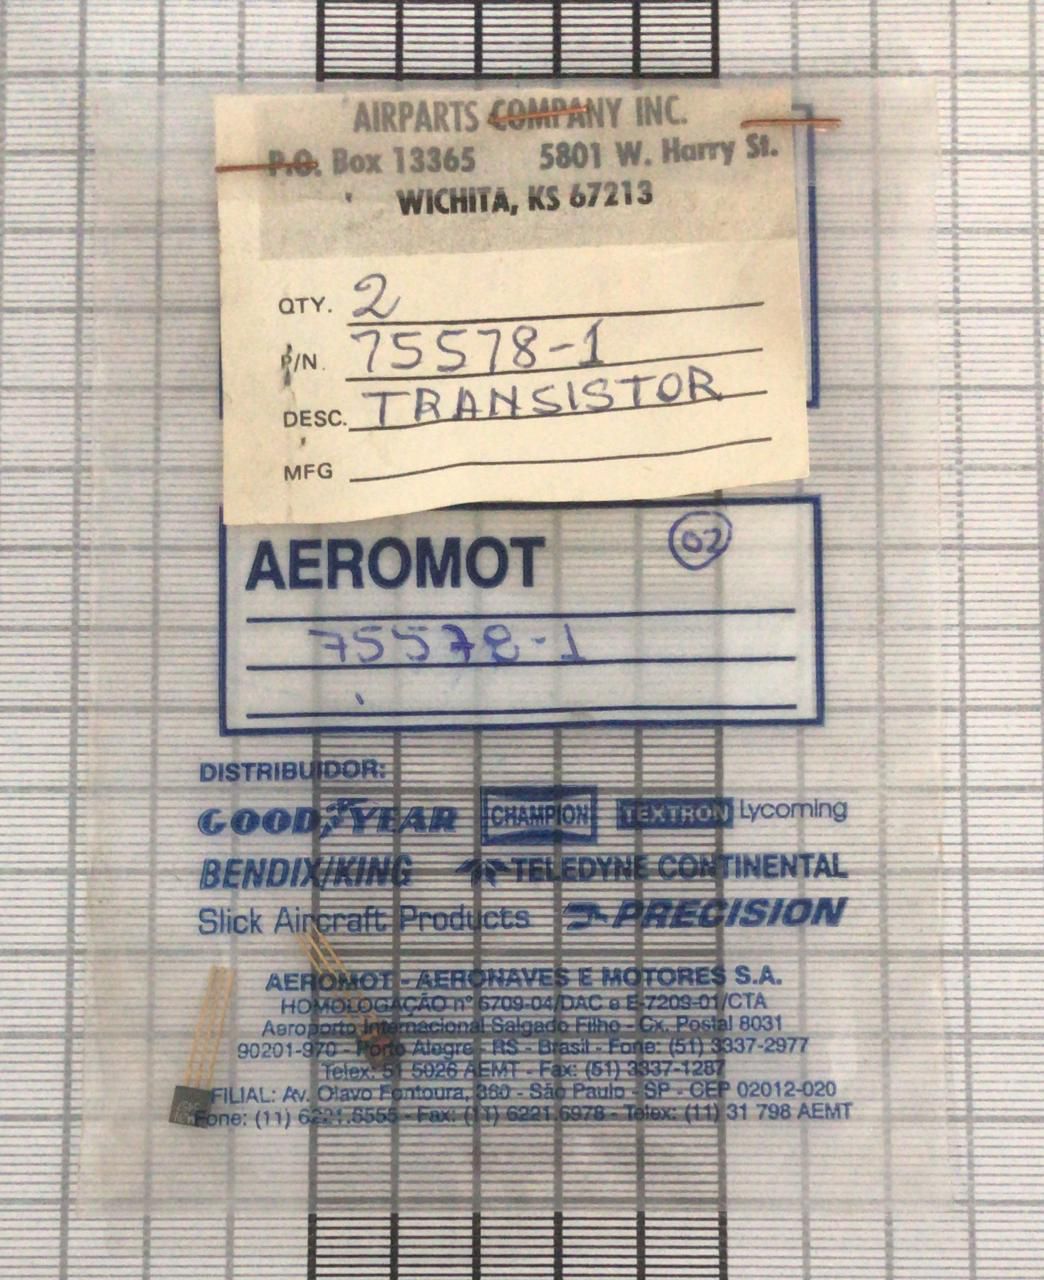 AIRPARTS COMPANY INC.
P.O. Box 13365 5801 W. Harry St.
WICHITA, KS 67213
QTY. 2
P/N. 75578-1
DESC. TRANSISTOR
MFG
AEROMOT 02
75578-1
DISTRIBUIDOR:
GOODYEAR CHAMPION TEXTRON Lycoming
BENDIX/KING TELEDYNE CONTINENTAL
Slick Aircraft Products PRECISION
AEROMOT - AERONAVES E MOTORES S.A.
HOMOLOGAÇÃO nº 6709-04/DAC e E-7209-01/CTA
Aeroporto Internacional Salgado Filho - Cx. Postal 8031
90201-970 - Porto Alegre - RS - Brasil - Fone: (51) 3337-2977
Telex: 51 5026 AEMT - Fax: (51) 3337-1287
FILIAL: Av. Olavo Fontoura, 360 - São Paulo - SP - CEP 02012-020
Fone: (11) 6221.5555 - Fax: (11) 6221.6978 - Telex: (11) 31 798 AEMT